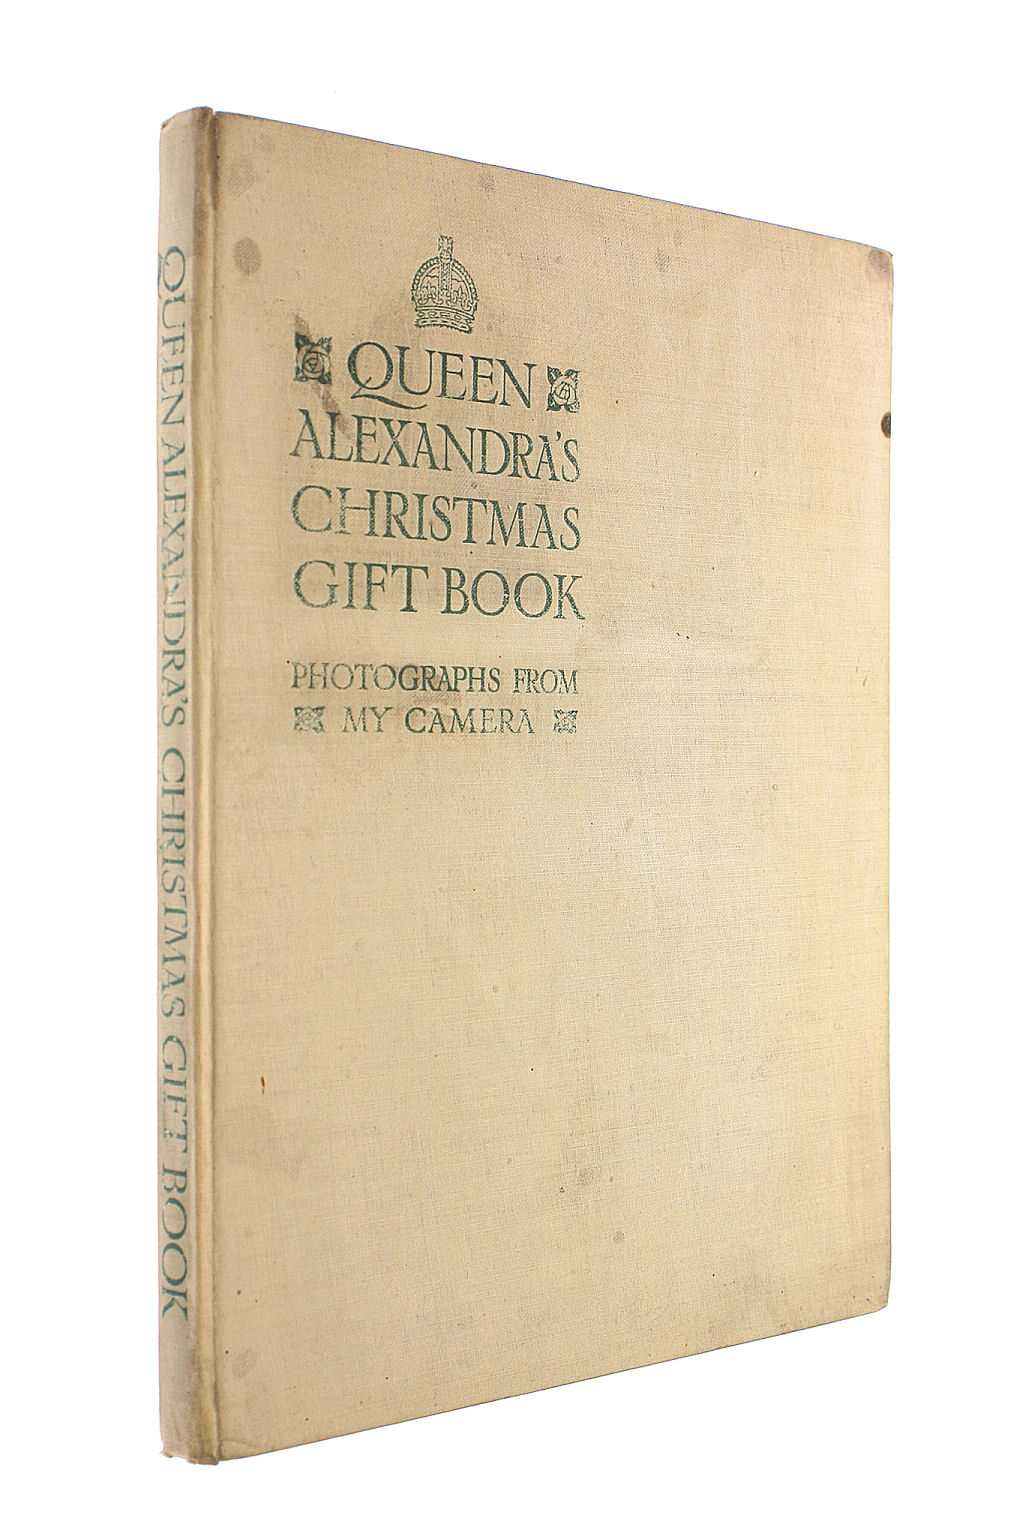 QUEEN ALEXANDRA'S CHRISTMAS GIFT BOOK
QUEEN
ALEXANDRA'S
CHRISTMAS
GIFT BOOK
PHOTOGRAPHS FROM
MY CAMERA